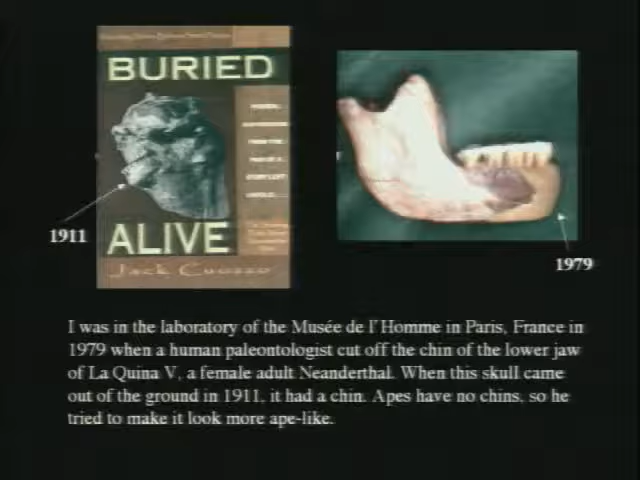 BURIED
ALIVE
Jack Cuozzo
1911
1979
I was in the laboratory of the Musée de l'Homme in Paris, France in
1979 when a human paleontologist cut off the chin of the lower jaw
of La Quina V, a female adult Neanderthal. When this skull came
out of the ground in 1911, it had a chin. Apes have no chins, so he
tried to make it look more ape-like.